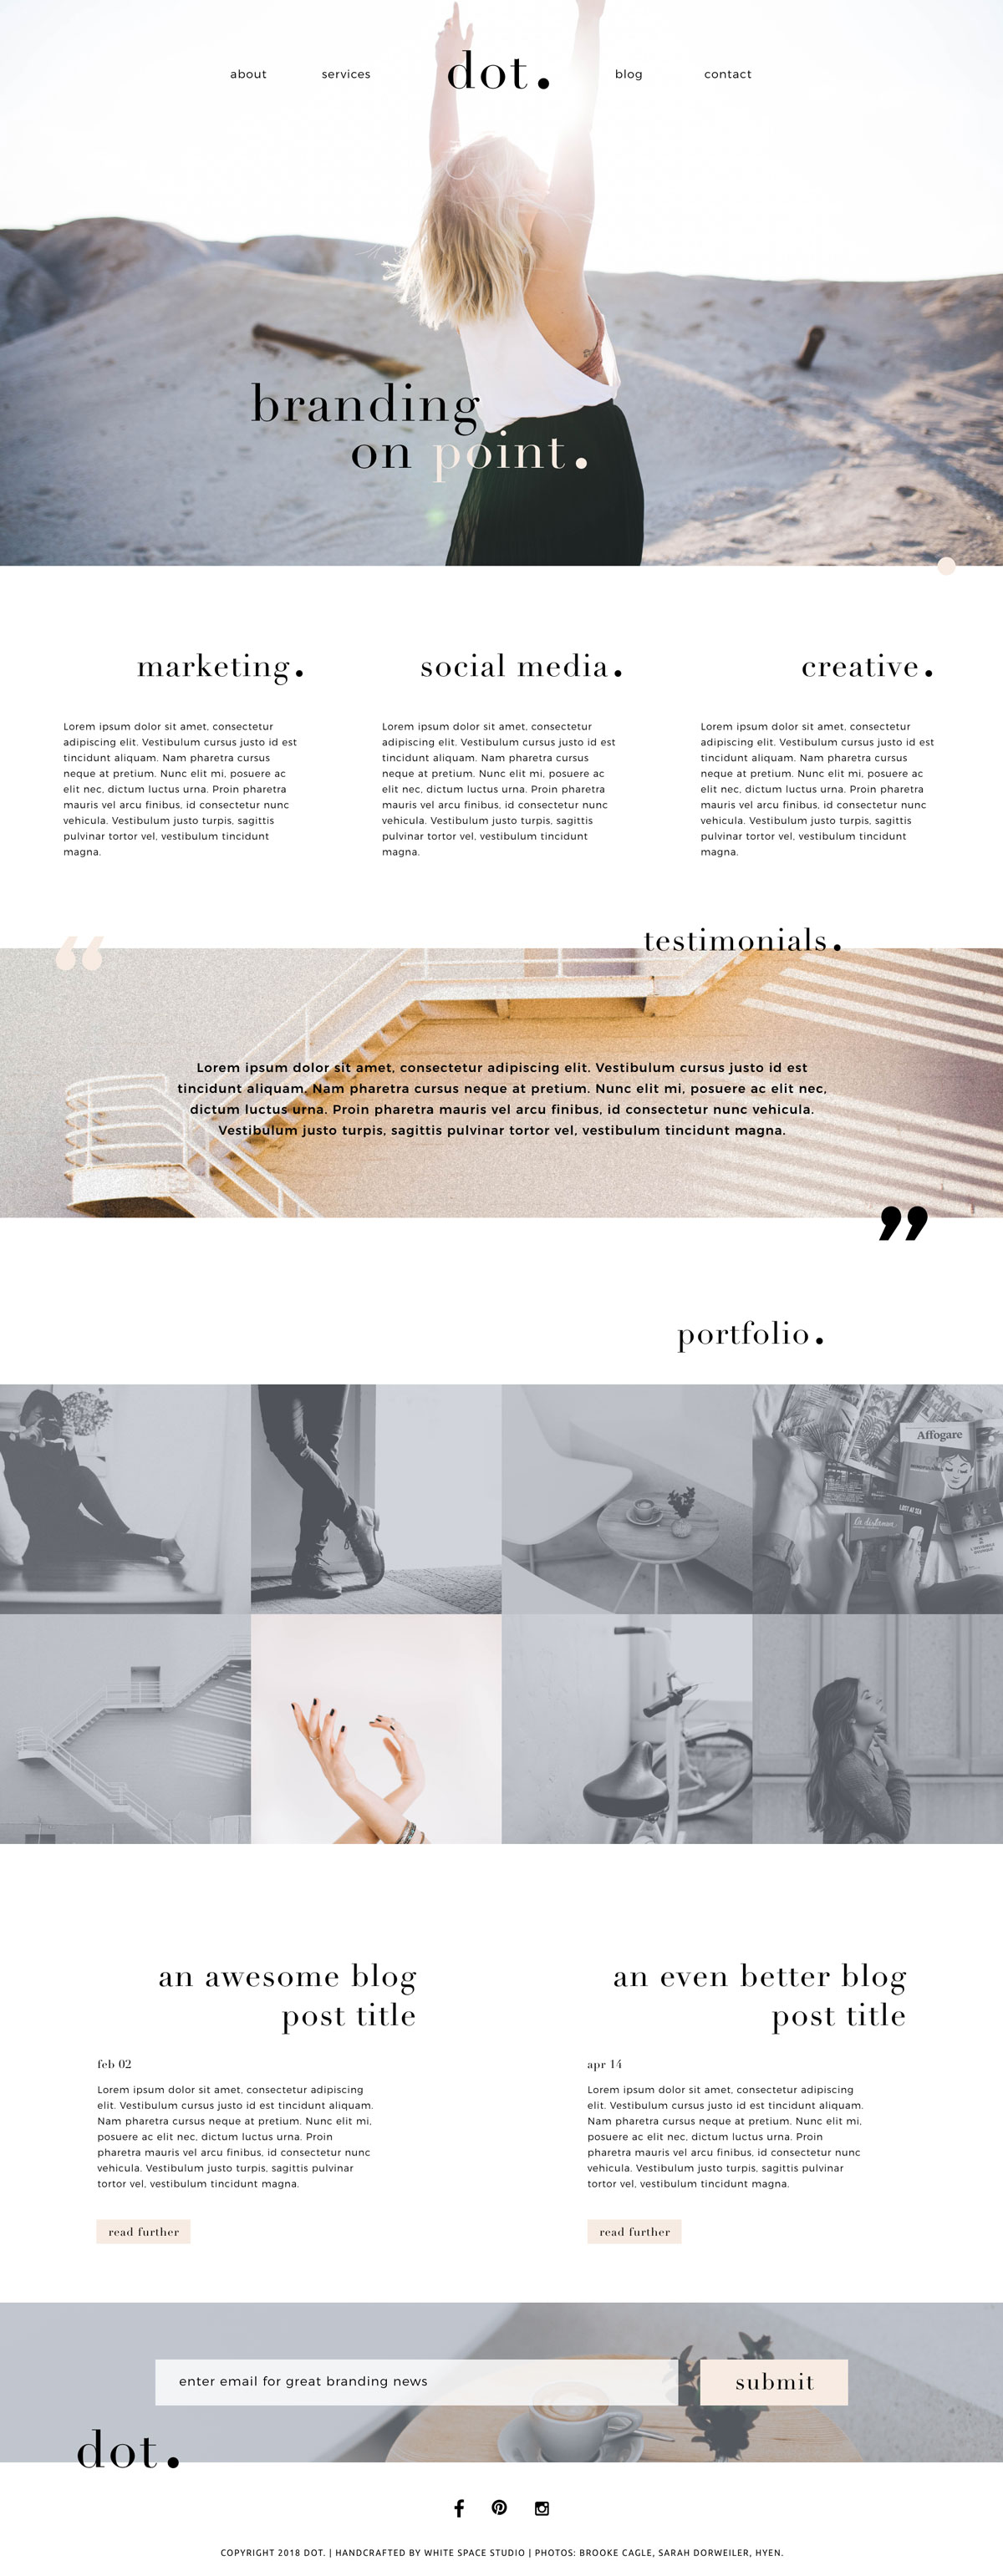 about services dot. blog contact
branding
on point.
marketing.
Lorem ipsum dolor sit amet, consectetur
adipiscing elit. Vestibulum cursus justo id est
tincidunt aliquam. Nam pharetra cursus
neque at pretium. Nunc elit mi, posuere ac
elit nec, dictum luctus urna. Proin pharetra
mauris vel arcu finibus, id consectetur nunc
vehicula. Vestibulum justo turpis, sagittis
pulvinar tortor vel, vestibulum tincidunt
magna.
social media.
Lorem ipsum dolor sit amet, consectetur
adipiscing elit. Vestibulum cursus justo id est
tincidunt aliquam. Nam pharetra cursus
neque at pretium. Nunc elit mi, posuere ac
elit nec, dictum luctus urna. Proin pharetra
mauris vel arcu finibus, id consectetur nunc
vehicula. Vestibulum justo turpis, sagittis
pulvinar tortor vel, vestibulum tincidunt
magna.
creative.
Lorem ipsum dolor sit amet, consectetur
adipiscing elit. Vestibulum cursus justo id est
tincidunt aliquam. Nam pharetra cursus
neque at pretium. Nunc elit mi, posuere ac
elit nec, dictum luctus urna. Proin pharetra
mauris vel arcu finibus, id consectetur nunc
vehicula. Vestibulum justo turpis, sagittis
pulvinar tortor vel, vestibulum tincidunt
magna.
testimonials.
“
Lorem ipsum dolor sit amet, consectetur adipiscing elit. Vestibulum cursus justo id est
tincidunt aliquam. Nam pharetra cursus neque at pretium. Nunc elit mi, posuere ac elit nec,
dictum luctus urna. Proin pharetra mauris vel arcu finibus, id consectetur nunc vehicula.
Vestibulum justo turpis, sagittis pulvinar tortor vel, vestibulum tincidunt magna.
”
portfolio.
Affogare
LOST AT SEA
La distanza
an awesome blog
post title
feb 02
Lorem ipsum dolor sit amet, consectetur adipiscing
elit. Vestibulum cursus justo id est tincidunt aliquam.
Nam pharetra cursus neque at pretium. Nunc elit mi,
posuere ac elit nec, dictum luctus urna. Proin
pharetra mauris vel arcu finibus, id consectetur nunc
vehicula. Vestibulum justo turpis, sagittis pulvinar
tortor vel, vestibulum tincidunt magna.
read further
an even better blog
post title
apr 14
Lorem ipsum dolor sit amet, consectetur adipiscing
elit. Vestibulum cursus justo id est tincidunt aliquam.
Nam pharetra cursus neque at pretium. Nunc elit mi,
posuere ac elit nec, dictum luctus urna. Proin
pharetra mauris vel arcu finibus, id consectetur nunc
vehicula. Vestibulum justo turpis, sagittis pulvinar
tortor vel, vestibulum tincidunt magna.
read further
enter email for great branding news
submit
dot.
COPYRIGHT 2018 DOT. | HANDCRAFTED BY WHITE SPACE STUDIO | PHOTOS: BROOKE CAGLE, SARAH DORWEILER, HYEN.